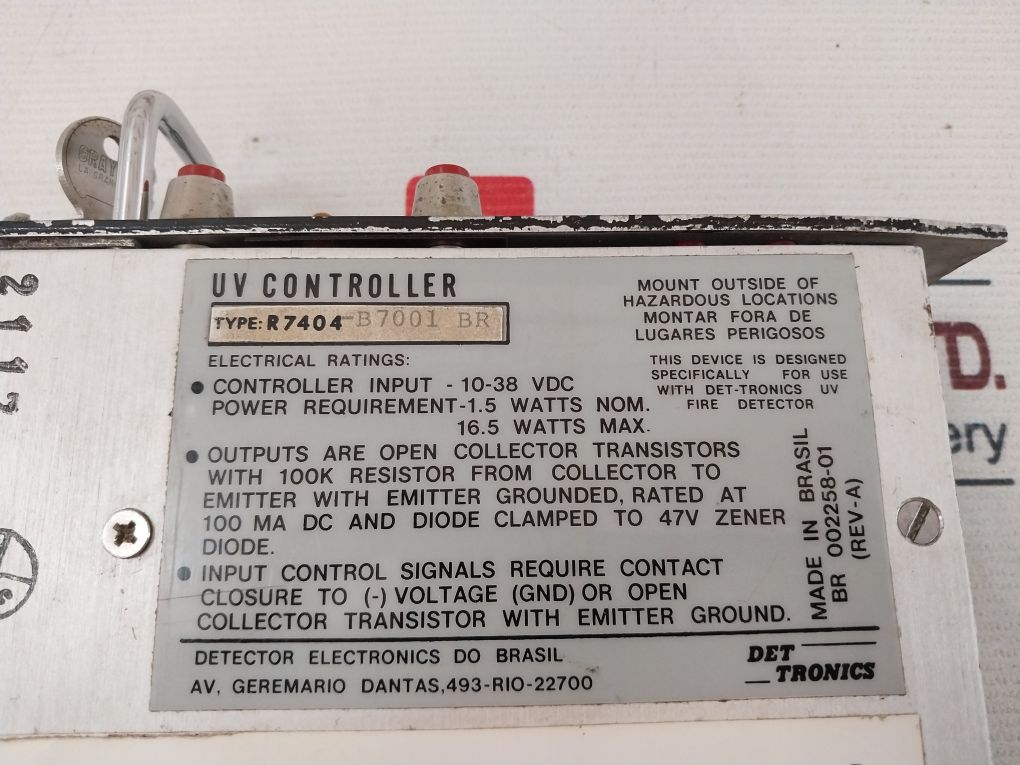 GRAY
2117
UV CONTROLLER
TYPE: R7404-B7001 BR
ELECTRICAL RATINGS:
• CONTROLLER INPUT - 10-38 VDC
POWER REQUIREMENT-1.5 WATTS NOM.
16.5 WATTS MAX.
MOUNT OUTSIDE OF
HAZARDOUS LOCATIONS
MONTAR FORA DE
LUGARES PERIGOSOS
THIS DEVICE IS DESIGNED
SPECIFICALLY FOR USE
WITH DET-TRONICS UV
FIRE DETECTOR
• OUTPUTS ARE OPEN COLLECTOR TRANSISTORS
WITH 100K RESISTOR FROM COLLECTOR TO
EMITTER WITH EMITTER GROUNDED, RATED AT
100 MA DC AND DIODE CLAMPED TO 47V ZENER
DIODE.
• INPUT CONTROL SIGNALS REQUIRE CONTACT
CLOSURE TO (-) VOLTAGE (GND) OR OPEN
COLLECTOR TRANSISTOR WITH EMITTER GROUND.
MADE IN BRASIL
BR 002258-01
(REV-A)
DETECTOR ELECTRONICS DO BRASIL
AV, GEREMARIO DANTAS,493-RIO-22700
DET
TRONICS
TD.
ery